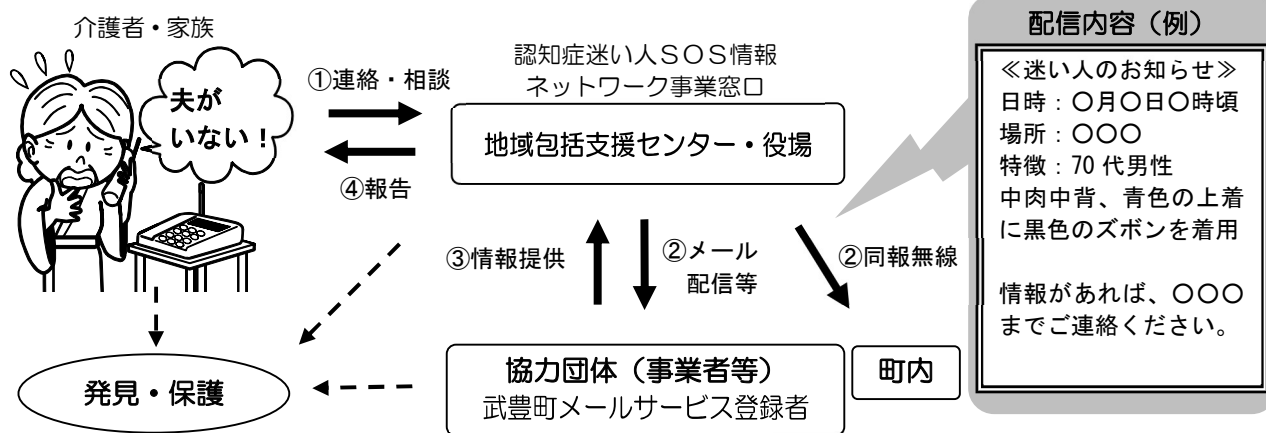 介護者・家族
夫が
いない！
①連絡・相談
④報告
認知症迷い人ＳＯＳ情報
ネットワーク事業窓口
地域包括支援センター・役場
③情報提供
②メール
配信等
②同報無線
発見・保護
協力団体（事業者等）
武豊町メールサービス登録者
町内
配信内容（例）
≪迷い人のお知らせ≫
日時：〇月〇日〇時頃
場所：〇〇〇
特徴：70代男性
中肉中背、青色の上着
に黒色のズボンを着用
情報があれば、〇〇〇
までご連絡ください。